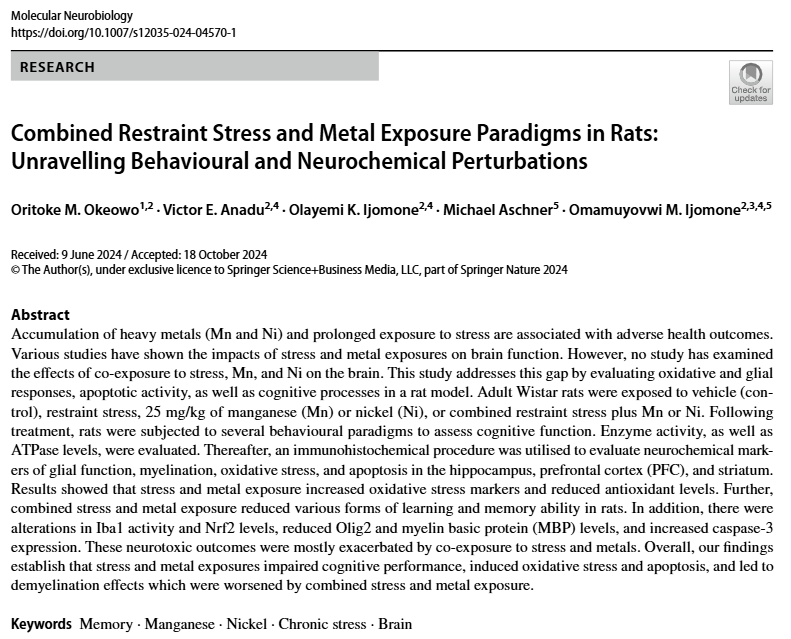 Molecular Neurobiology
https://doi.org/10.1007/s12035-024-04570-1
RESEARCH
Check for
updates
Combined Restraint Stress and Metal Exposure Paradigms in Rats:
Unravelling Behavioural and Neurochemical Perturbations
Oritoke M. Okeowo1,2 · Victor E. Anadu2,4 · Olayemi K. Ijomone2,4 · Michael Aschner5 · Omamuyovwi M. Ijomone2,3,4,5
Received: 9 June 2024 / Accepted: 18 October 2024
© The Author(s), under exclusive licence to Springer Science+Business Media, LLC, part of Springer Nature 2024
Abstract
Accumulation of heavy metals (Mn and Ni) and prolonged exposure to stress are associated with adverse health outcomes.
Various studies have shown the impacts of stress and metal exposures on brain function. However, no study has examined
the effects of co-exposure to stress, Mn, and Ni on the brain. This study addresses this gap by evaluating oxidative and glial
responses, apoptotic activity, as well as cognitive processes in a rat model. Adult Wistar rats were exposed to vehicle (con-
trol), restraint stress, 25 mg/kg of manganese (Mn) or nickel (Ni), or combined restraint stress plus Mn or Ni. Following
treatment, rats were subjected to several behavioural paradigms to assess cognitive function. Enzyme activity, as well as
ATPase levels, were evaluated. Thereafter, an immunohistochemical procedure was utilised to evaluate neurochemical mark-
ers of glial function, myelination, oxidative stress, and apoptosis in the hippocampus, prefrontal cortex (PFC), and striatum.
Results showed that stress and metal exposure increased oxidative stress markers and reduced antioxidant levels. Further,
combined stress and metal exposure reduced various forms of learning and memory ability in rats. In addition, there were
alterations in Iba1 activity and Nrf2 levels, reduced Olig2 and myelin basic protein (MBP) levels, and increased caspase-3
expression. These neurotoxic outcomes were mostly exacerbated by co-exposure to stress and metals. Overall, our findings
establish that stress and metal exposures impaired cognitive performance, induced oxidative stress and apoptosis, and led to
demyelination effects which were worsened by combined stress and metal exposure.
Keywords Memory · Manganese · Nickel · Chronic stress · Brain